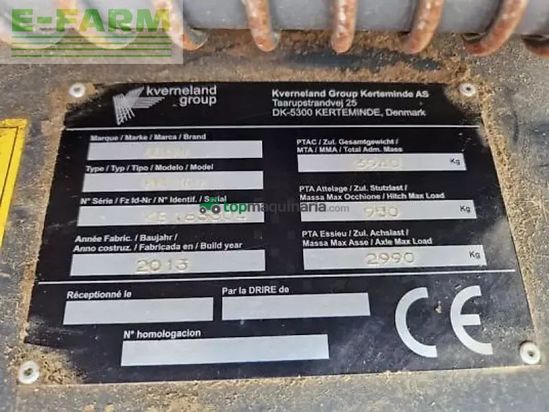 E-FARM
kverneland
group
Kverneland Group Kerteminde AS
Taarupstrandvej 25
DK-5300 KERTEMINDE, Denmark
Marque / Marke / Marca / Brand
Type / Typ / Tipo / Modelo / Model
N° Série / Fz Id-Nr / N° Identif. / Serial
Année Fabric. / Baujahr /
Anno costruz. / Fabricada en / Build year
2013
PTAC / Zul. Gesamtgewicht /
MTA / MMA / Total Adm. Mass
Kg
PTA Attelage / Zul. Stutzlast /
Massa Max Occhione / Hitch Max Load
Kg
PTA Essieu / Zul. Achslast /
Massa Max Asse / Axle Max Load
2990 Kg
topmaquinaria.com
Réceptionné le
Par la DRIRE de
N° homologacion
CE